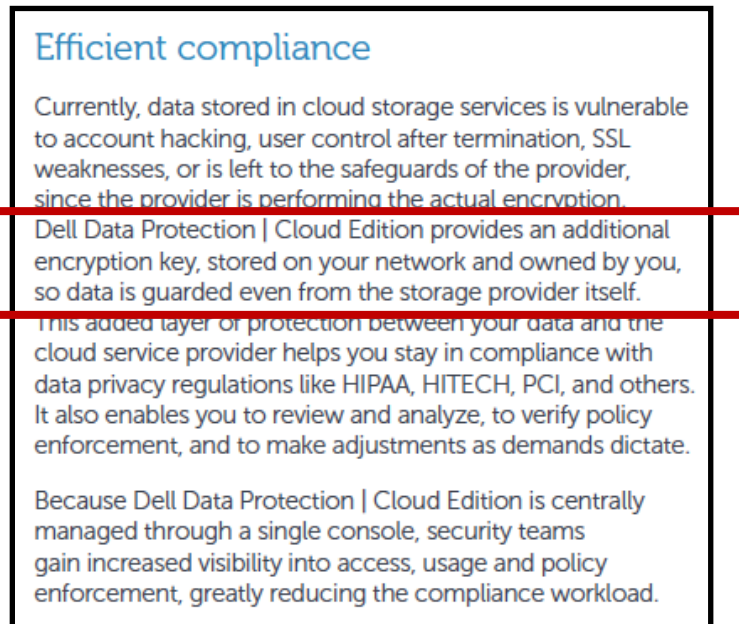 Efficient compliance
Currently, data stored in cloud storage services is vulnerable
to account hacking, user control after termination, SSL
weaknesses, or is left to the safeguards of the provider,
since the provider is performing the actual encryption.
Dell Data Protection | Cloud Edition provides an additional
encryption key, stored on your network and owned by you,
so data is guarded even from the storage provider itself.
This added layer of protection between your data and the
cloud service provider helps you stay in compliance with
data privacy regulations like HIPAA, HITECH, PCI, and others.
It also enables you to review and analyze, to verify policy
enforcement, and to make adjustments as demands dictate.
Because Dell Data Protection | Cloud Edition is centrally
managed through a single console, security teams
gain increased visibility into access, usage and policy
enforcement, greatly reducing the compliance workload.